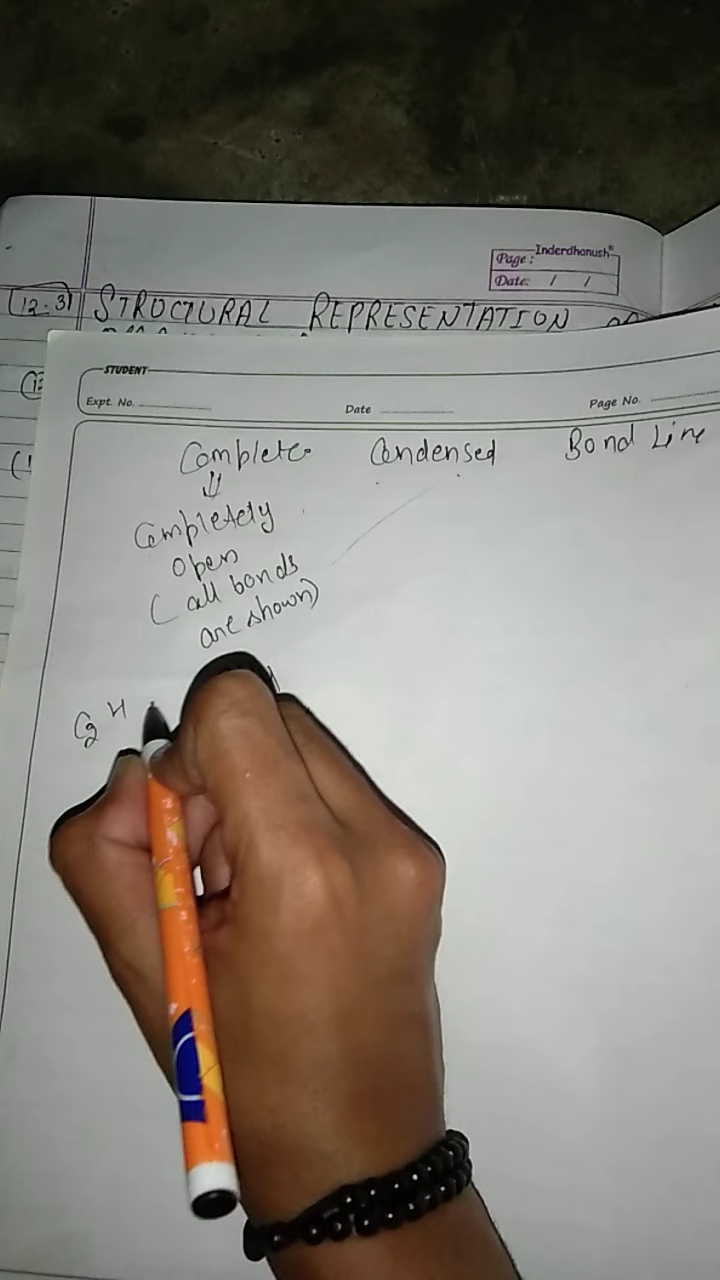 Inderdhanush®
Page :
Date: / /
12.3 STRUCTURAL REPRESENTATION
STUDENT
Expt. No.
Date
Page No.
Complete
Condensed
Bond Line
⇓
Completely
open
( all bonds
are shown)
C2 H